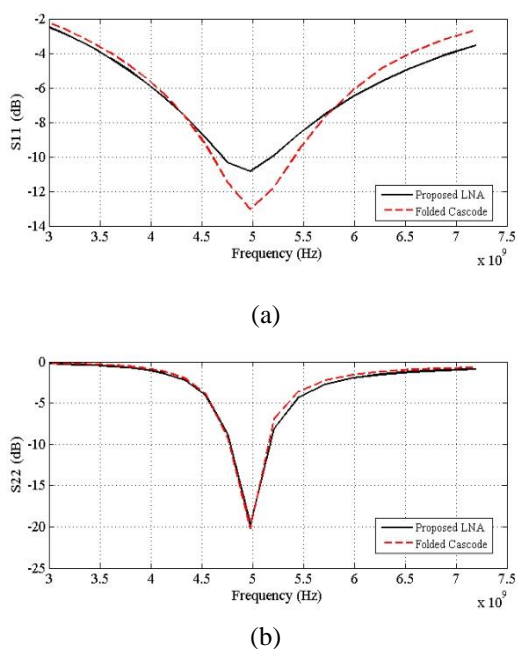 -2
-4
-6
-8
-10
-12
-14
S11 (dB)
Proposed LNA
Folded Cascode
3 3.5 4 4.5 5 5.5 6 6.5 7 7.5
Frequency (Hz)
x 10^9
(a)
0
-5
-10
-15
-20
-25
S22 (dB)
Proposed LNA
Folded Cascode
3 3.5 4 4.5 5 5.5 6 6.5 7 7.5
Frequency (Hz)
x 10^9
(b)